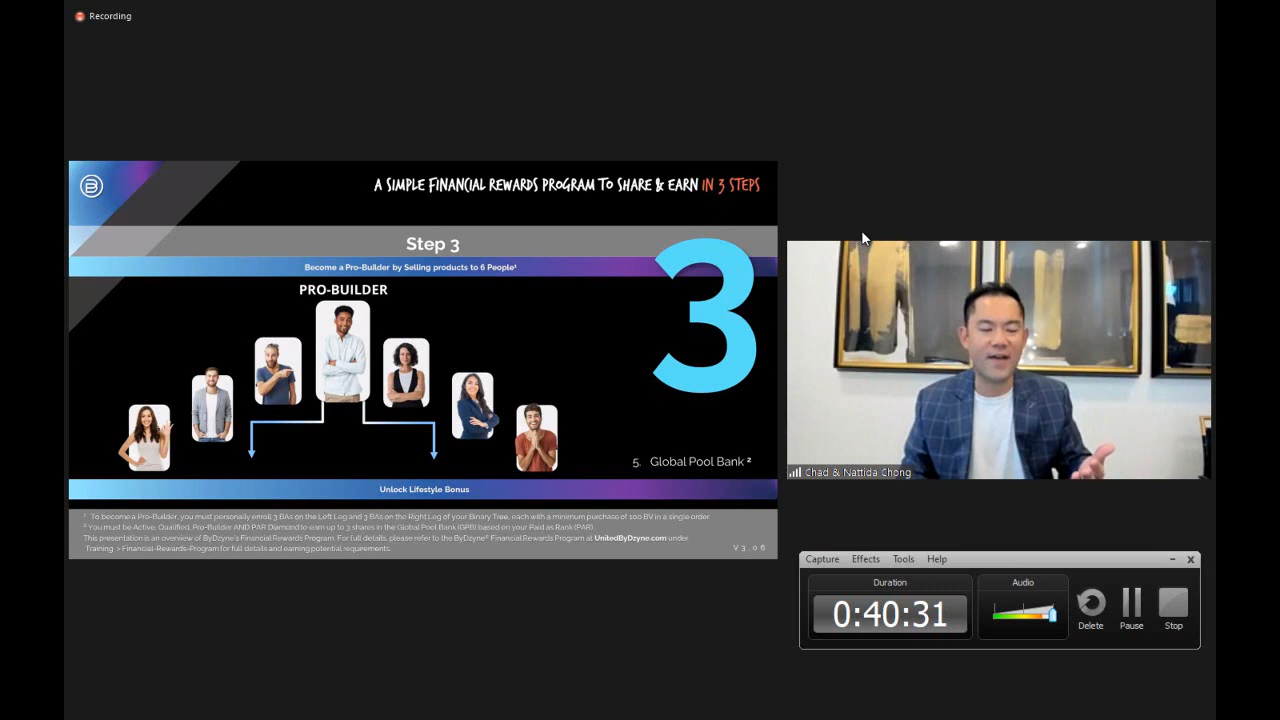 Recording
A SIMPLE FINANCIAL REWARDS PROGRAM TO SHARE & EARN IN 3 STEPS
Step 3
Become a Pro-Builder by Selling products to 6 People¹
3
PRO-BUILDER
5. Global Pool Bank ²
Unlock Lifestyle Bonus
¹ To become a Pro-Builder, you must personally enroll 3 BAs on the Left Leg and 3 BAs on the Right Leg of your Binary Tree, each with a minimum purchase of 100 BV in a single order.
² You must be Active, Qualified, Pro-Builder AND PAR Diamond to earn up to 3 shares in the Global Pool Bank (GPB) based on your Paid as Rank (PAR).
This presentation is an overview of ByDzyne's Financial Rewards Program. For full details, please refer to the ByDzyne® Financial Rewards Program at UnitedByDzyne.com under
Training > Financial-Rewards-Program for full details and earning potential requirements.
V 3 . 0 6
Chad & Nattida Chong
Capture Effects Tools Help
Duration
0:40:31
Audio
Delete
Pause
Stop